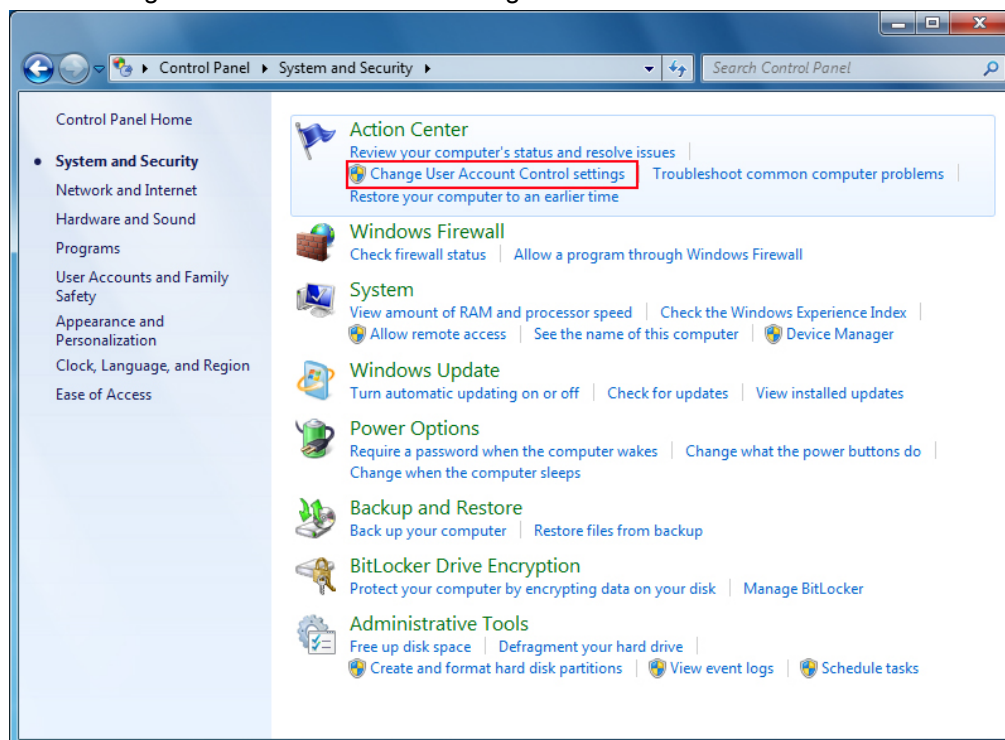 Control Panel System and Security Search Control Panel
Control Panel Home
System and Security
Network and Internet
Hardware and Sound
Programs
User Accounts and Family
Safety
Appearance and
Personalization
Clock, Language, and Region
Ease of Access
Action Center
Review your computer's status and resolve issues
Change User Account Control settings Troubleshoot common computer problems
Restore your computer to an earlier time
Windows Firewall
Check firewall status Allow a program through Windows Firewall
System
View amount of RAM and processor speed Check the Windows Experience Index
Allow remote access See the name of this computer Device Manager
Windows Update
Turn automatic updating on or off Check for updates View installed updates
Power Options
Require a password when the computer wakes Change what the power buttons do
Change when the computer sleeps
Backup and Restore
Back up your computer Restore files from backup
BitLocker Drive Encryption
Protect your computer by encrypting data on your disk Manage BitLocker
Administrative Tools
Free up disk space Defragment your hard drive
Create and format hard disk partitions View event logs Schedule tasks